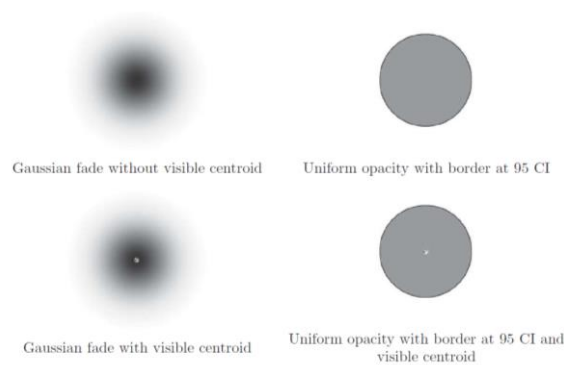 Gaussian fade without visible centroid
Uniform opacity with border at 95 CI
Gaussian fade with visible centroid
Uniform opacity with border at 95 CI and
visible centroid